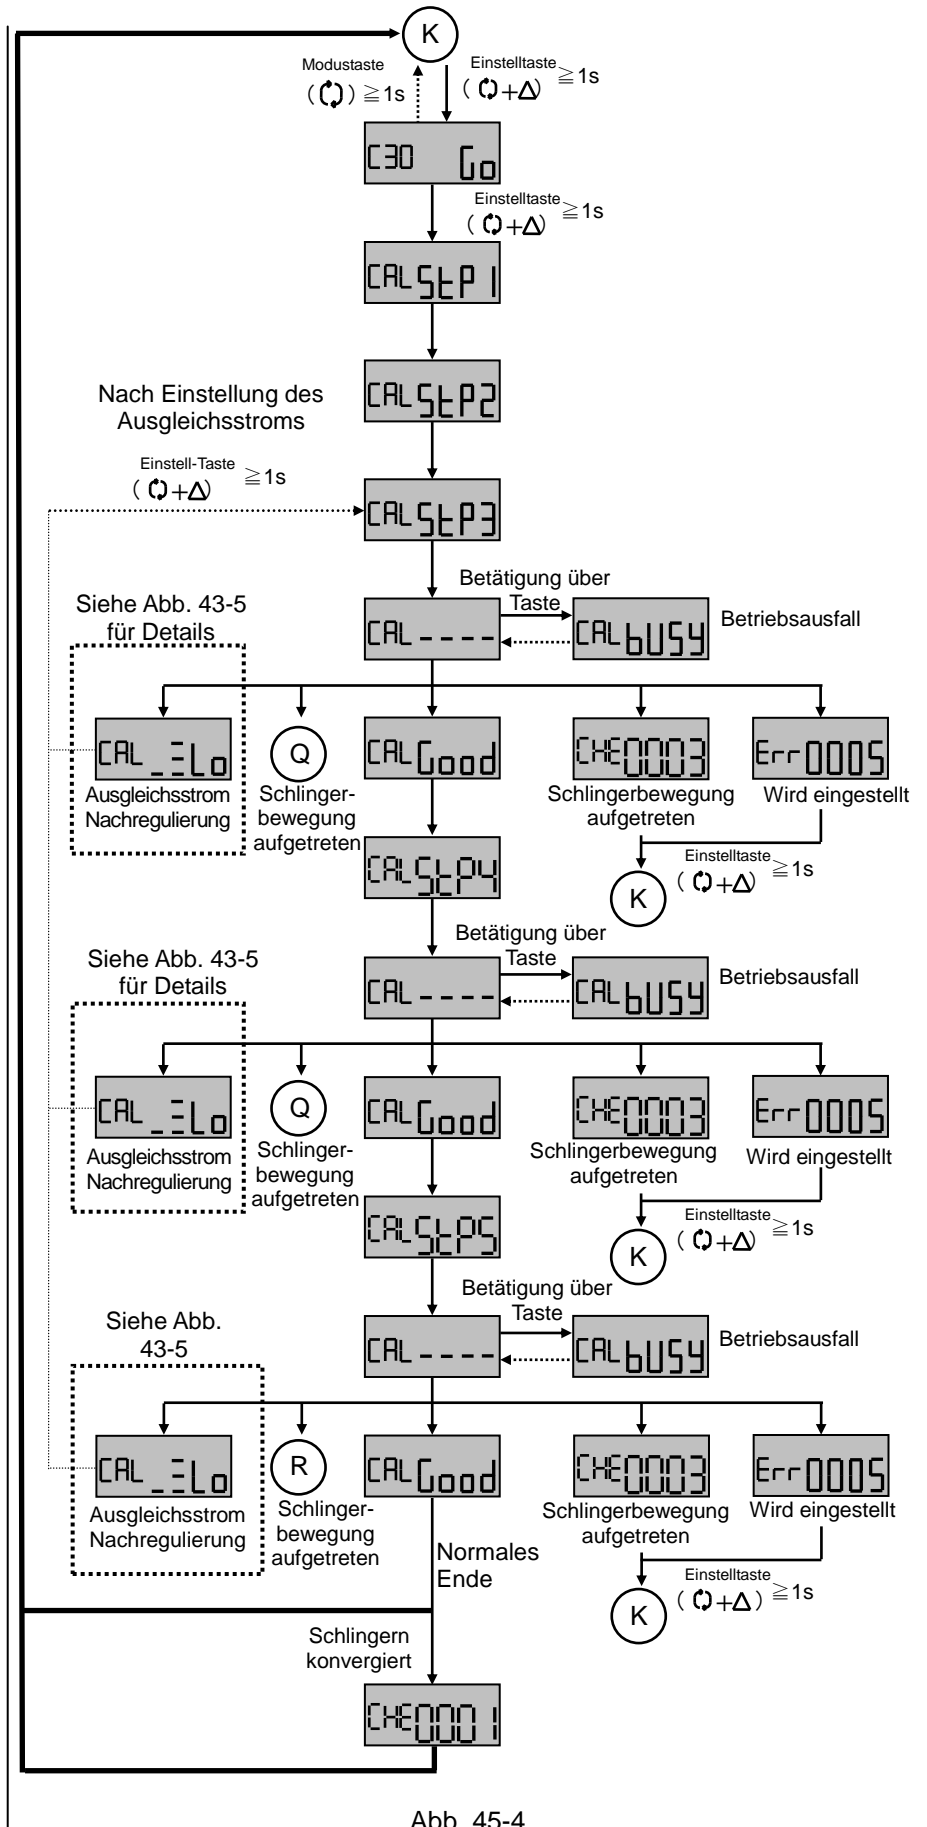 K
Modustaste
( ) ≧1s
Einstelltaste
( +△) ≧1s
C30 Go
Einstelltaste
( +△) ≧1s
CAL StP1
CAL StP2
Nach Einstellung des
Ausgleichsstroms
Einstell-Taste
( +△) ≧1s
CAL StP3
Betätigung über
Taste
CAL ----
CAL bUSY
Betriebsausfall
Siehe Abb. 43-5
für Details
CAL _Lo
Ausgleichsstrom
Nachregulierung
Q
Schlinger-
bewegung
aufgetreten
CAL Good
CHE0003
Schlingerbewegung
aufgetreten
Err0005
Wird eingestellt
Einstelltaste
( +△) ≧1s
K
CAL StP4
Betätigung über
Taste
CAL ----
CAL bUSY
Betriebsausfall
Siehe Abb. 43-5
für Details
CAL _Lo
Ausgleichsstrom
Nachregulierung
Q
Schlinger-
bewegung
aufgetreten
CAL Good
CHE0003
Schlingerbewegung
aufgetreten
Err0005
Wird eingestellt
Einstelltaste
( +△) ≧1s
K
CAL StP5
Betätigung über
Taste
CAL ----
CAL bUSY
Betriebsausfall
Siehe Abb.
43-5
CAL _Lo
Ausgleichsstrom
Nachregulierung
R
Schlinger-
bewegung
aufgetreten
CAL Good
CHE0003
Schlingerbewegung
aufgetreten
Err0005
Wird eingestellt
Einstelltaste
( +△) ≧1s
K
Normales
Ende
Schlingern
konvergiert
CHE0001
Abb. 45-4